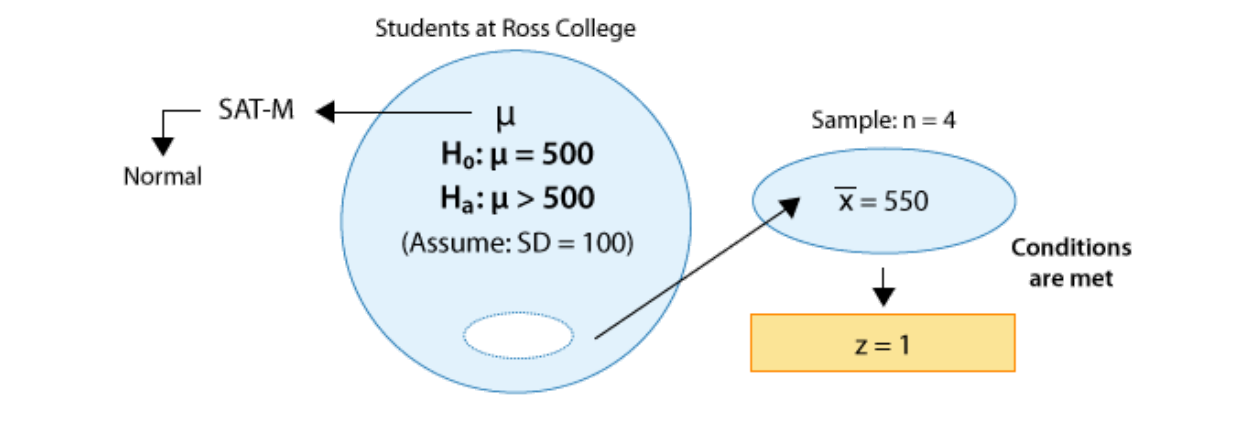 Students at Ross College
SAT-M
Normal
μ
Hₒ: μ = 500
Hₐ: μ > 500
(Assume: SD = 100)
Sample: n = 4
x̅ = 550
Conditions
are met
z = 1